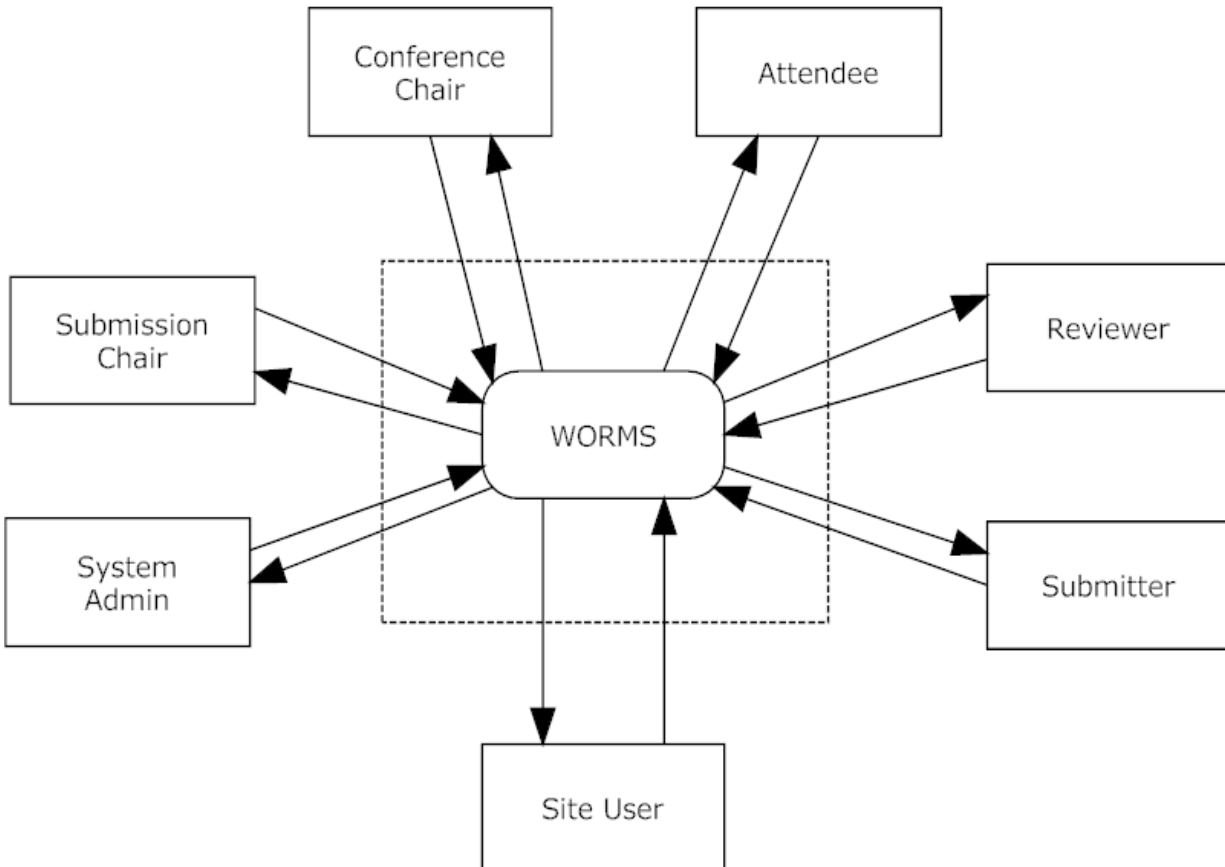 Conference
Chair
Attendee
Submission
Chair
Reviewer
WORMS
System
Admin
Submitter
Site User